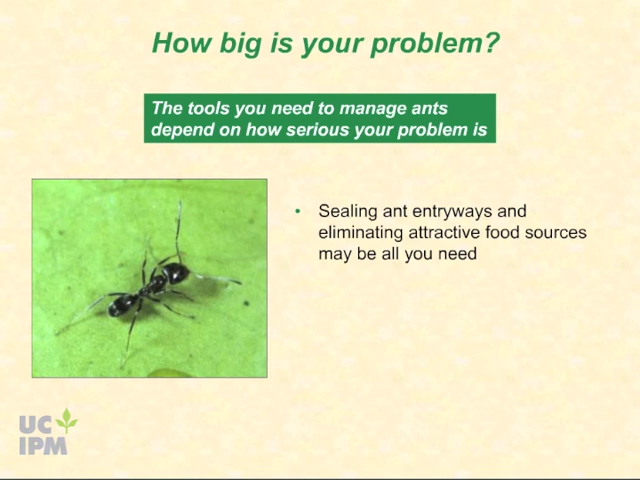 How big is your problem?
The tools you need to manage ants
depend on how serious your problem is
• Sealing ant entryways and
eliminating attractive food sources
may be all you need
UC
IPM